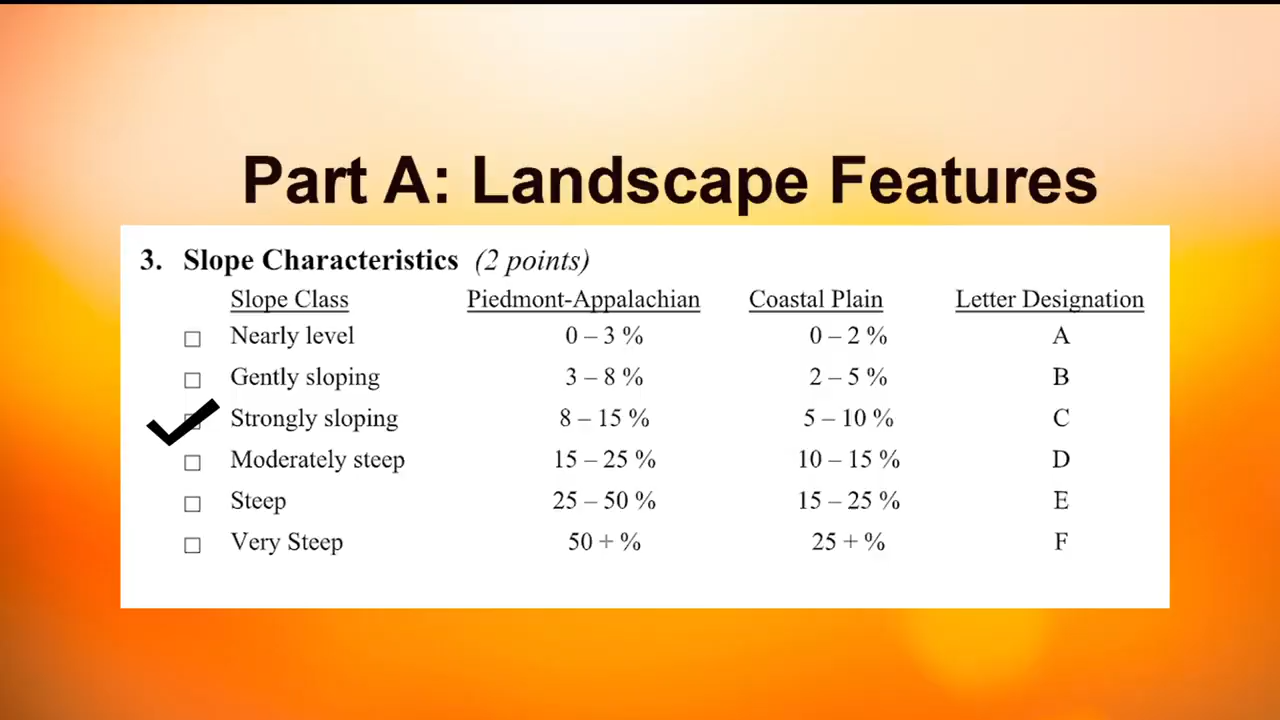 Part A: Landscape Features
3. Slope Characteristics (2 points)
Slope Class Piedmont-Appalachian Coastal Plain Letter Designation
Nearly level 0 – 3 % 0 – 2 % A
Gently sloping 3 – 8 % 2 – 5 % B
Strongly sloping 8 – 15 % 5 – 10 % C
Moderately steep 15 – 25 % 10 – 15 % D
Steep 25 – 50 % 15 – 25 % E
Very Steep 50 + % 25 + % F